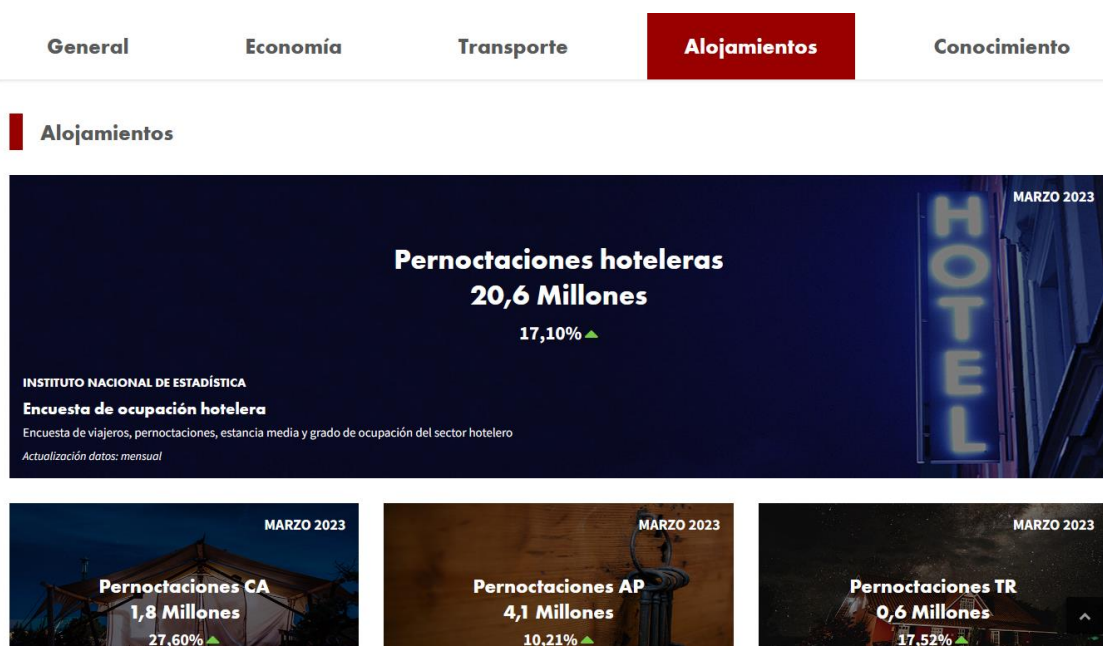 General Economía Transporte Alojamientos Conocimiento
Alojamientos
MARZO 2023
HOTEL
Pernoctaciones hoteleras
20,6 Millones
17,10%
INSTITUTO NACIONAL DE ESTADÍSTICA
Encuesta de ocupación hotelera
Encuesta de viajeros, pernoctaciones, estancia media y grado de ocupación del sector hotelero
Actualización datos: mensual
MARZO 2023
Pernoctaciones CA
1,8 Millones
27,60%
MARZO 2023
Pernoctaciones AP
4,1 Millones
10,21%
MARZO 2023
Pernoctaciones TR
0,6 Millones
17,52%